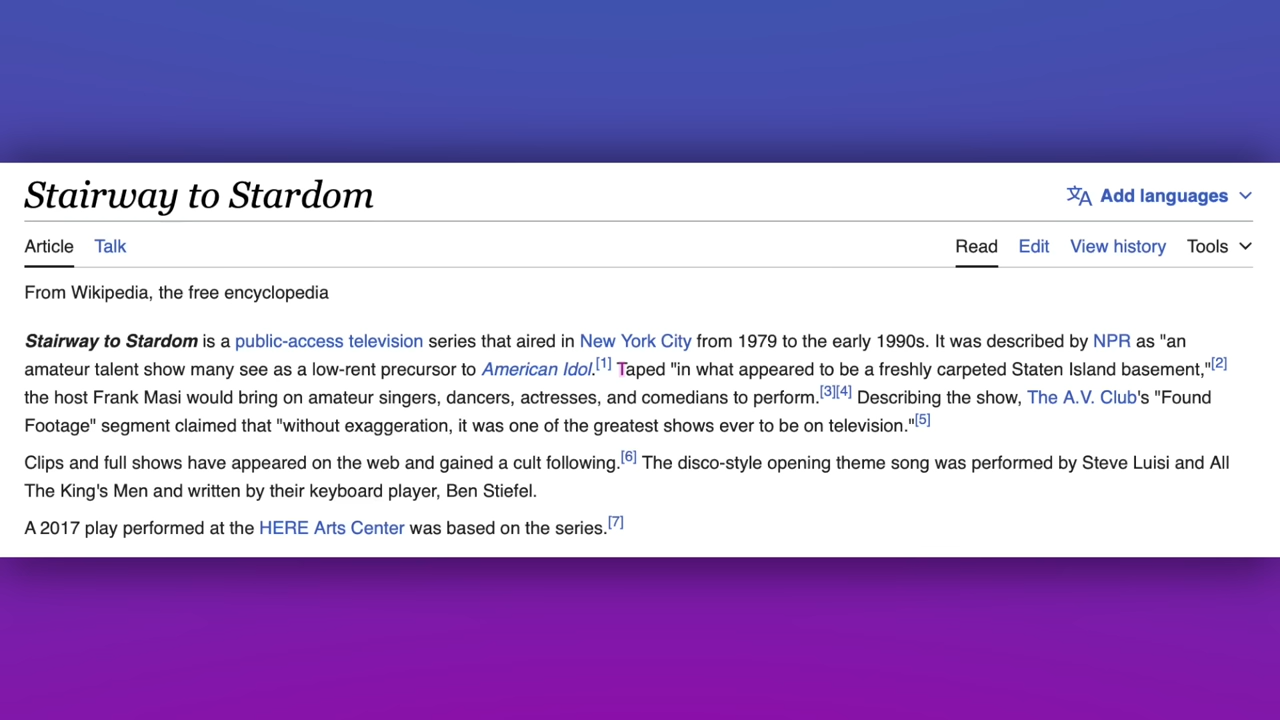 Stairway to Stardom
Add languages
Article Talk
Read Edit View history Tools
From Wikipedia, the free encyclopedia
Stairway to Stardom is a public-access television series that aired in New York City from 1979 to the early 1990s. It was described by NPR as "an
amateur talent show many see as a low-rent precursor to American Idol.[1] Taped "in what appeared to be a freshly carpeted Staten Island basement,"[2]
the host Frank Masi would bring on amateur singers, dancers, actresses, and comedians to perform.[3][4] Describing the show, The A.V. Club's "Found
Footage" segment claimed that "without exaggeration, it was one of the greatest shows ever to be on television."[5]
Clips and full shows have appeared on the web and gained a cult following.[6] The disco-style opening theme song was performed by Steve Luisi and All
The King's Men and written by their keyboard player, Ben Stiefel.
A 2017 play performed at the HERE Arts Center was based on the series.[7]